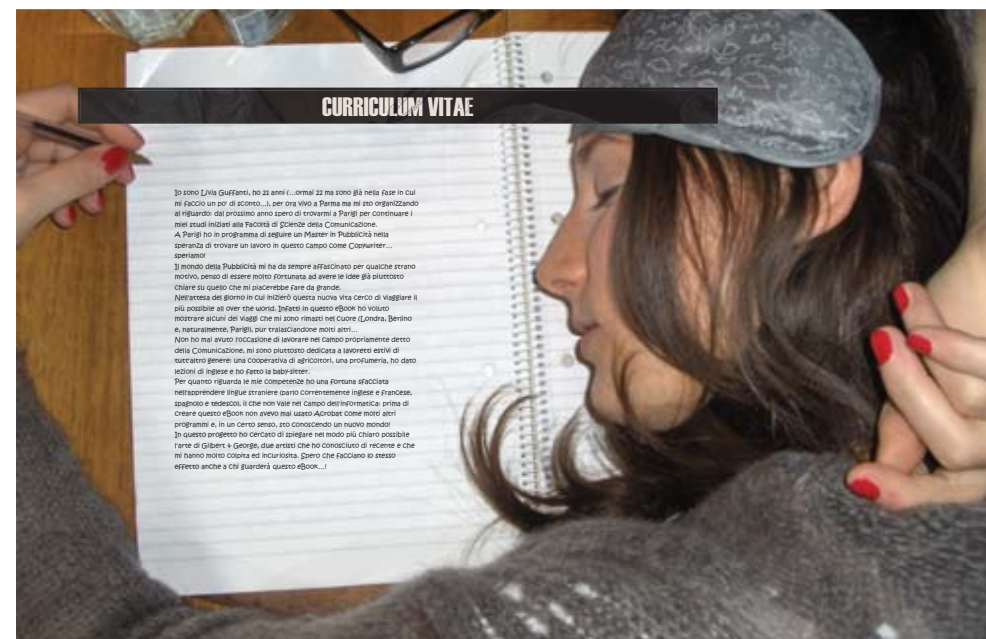 CURRICULUM VITAE
Io sono Livia Guffanti, ho 21 anni (...ormai 22 ma sono già nella fase in cui
mi faccio un po' di sconto...), per ora vivo a Parma ma mi sto organizzando
al riguardo: dal prossimo anno spero di trovarmi a Parigi per continuare i
miei studi iniziati alla Facoltà di Scienze della Comunicazione.
A Parigi ho in programma di seguire un Master in Pubblicità nella
speranza di trovare un lavoro in questo campo come Copywriter...
speriamo!
Il mondo della Pubblicità mi ha da sempre affascinato per qualche strano
motivo, penso di essere molto fortunata ad avere le idee già piuttosto
chiare su quello che mi piacerebbe fare da grande.
Nell'attesa del giorno in cui inizierò questa nuova vita cerco di viaggiare il
più possibile all over the world. Infatti in questo eBook ho voluto
mostrare alcuni dei viaggi che mi sono rimasti nel cuore (Londra, Berlino
e, naturalmente, Parigi), pur tralasciandone molti altri...
Non ho mai avuto l'occasione di lavorare nel campo propriamente detto
della Comunicazione, mi sono piuttosto dedicata a lavoretti estivi di
tutt'altro genere: una cooperativa di agricoltori, una profumeria, ho dato
lezioni di inglese e ho fatto la baby-sitter.
Per quanto riguarda le mie competenze ho una fortuna sfacciata
nell'apprendere lingue straniere (parlo correntemente inglese e francese,
spagnolo e tedesco), il che non vale nel campo dell'informatica: prima di
creare questo eBook non avevo mai usato Acrobat come molti altri
programmi e, in un certo senso, sto conoscendo un nuovo mondo!
In questo progetto ho cercato di spiegare nel modo più chiaro possibile
l'arte di Gilbert & George, due artisti che ho conosciuto di recente e che
mi hanno molto colpita ed incuriosita. Spero che facciano lo stesso
effetto anche a chi guarderà questo eBook...!